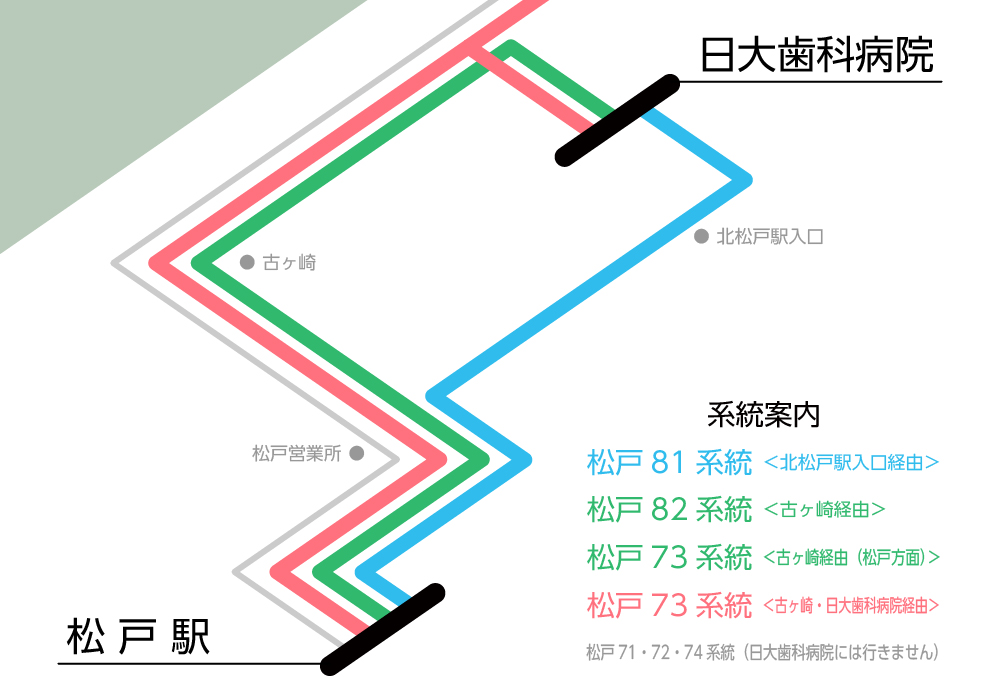 日大歯科病院
北松戸駅入口
古ヶ崎
松戸営業所
松戸駅
系統案内
松戸 81 系統 <北松戸駅入口経由>
松戸 82 系統 <古ヶ崎経由>
松戸 73 系統 <古ヶ崎経由（松戸方面）>
松戸 73 系統 <古ヶ崎・日大歯科病院経由>
松戸 71・72・74 系統（日大歯科病院には行きません）